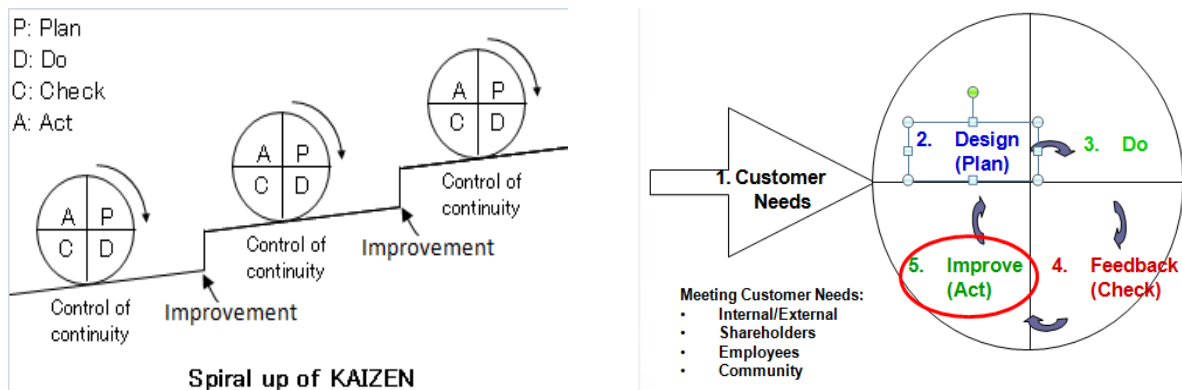 P: Plan
D: Do
C: Check
A: Act
A P
C D
Control of
continuity
Improvement
A P
C D
Control of
continuity
Improvement
A P
C D
Control of
continuity
Spiral up of KAIZEN
1. Customer
Needs
2. Design
(Plan)
3. Do
4. Feedback
(Check)
5. Improve
(Act)
Meeting Customer Needs:
• Internal/External
• Shareholders
• Employees
• Community